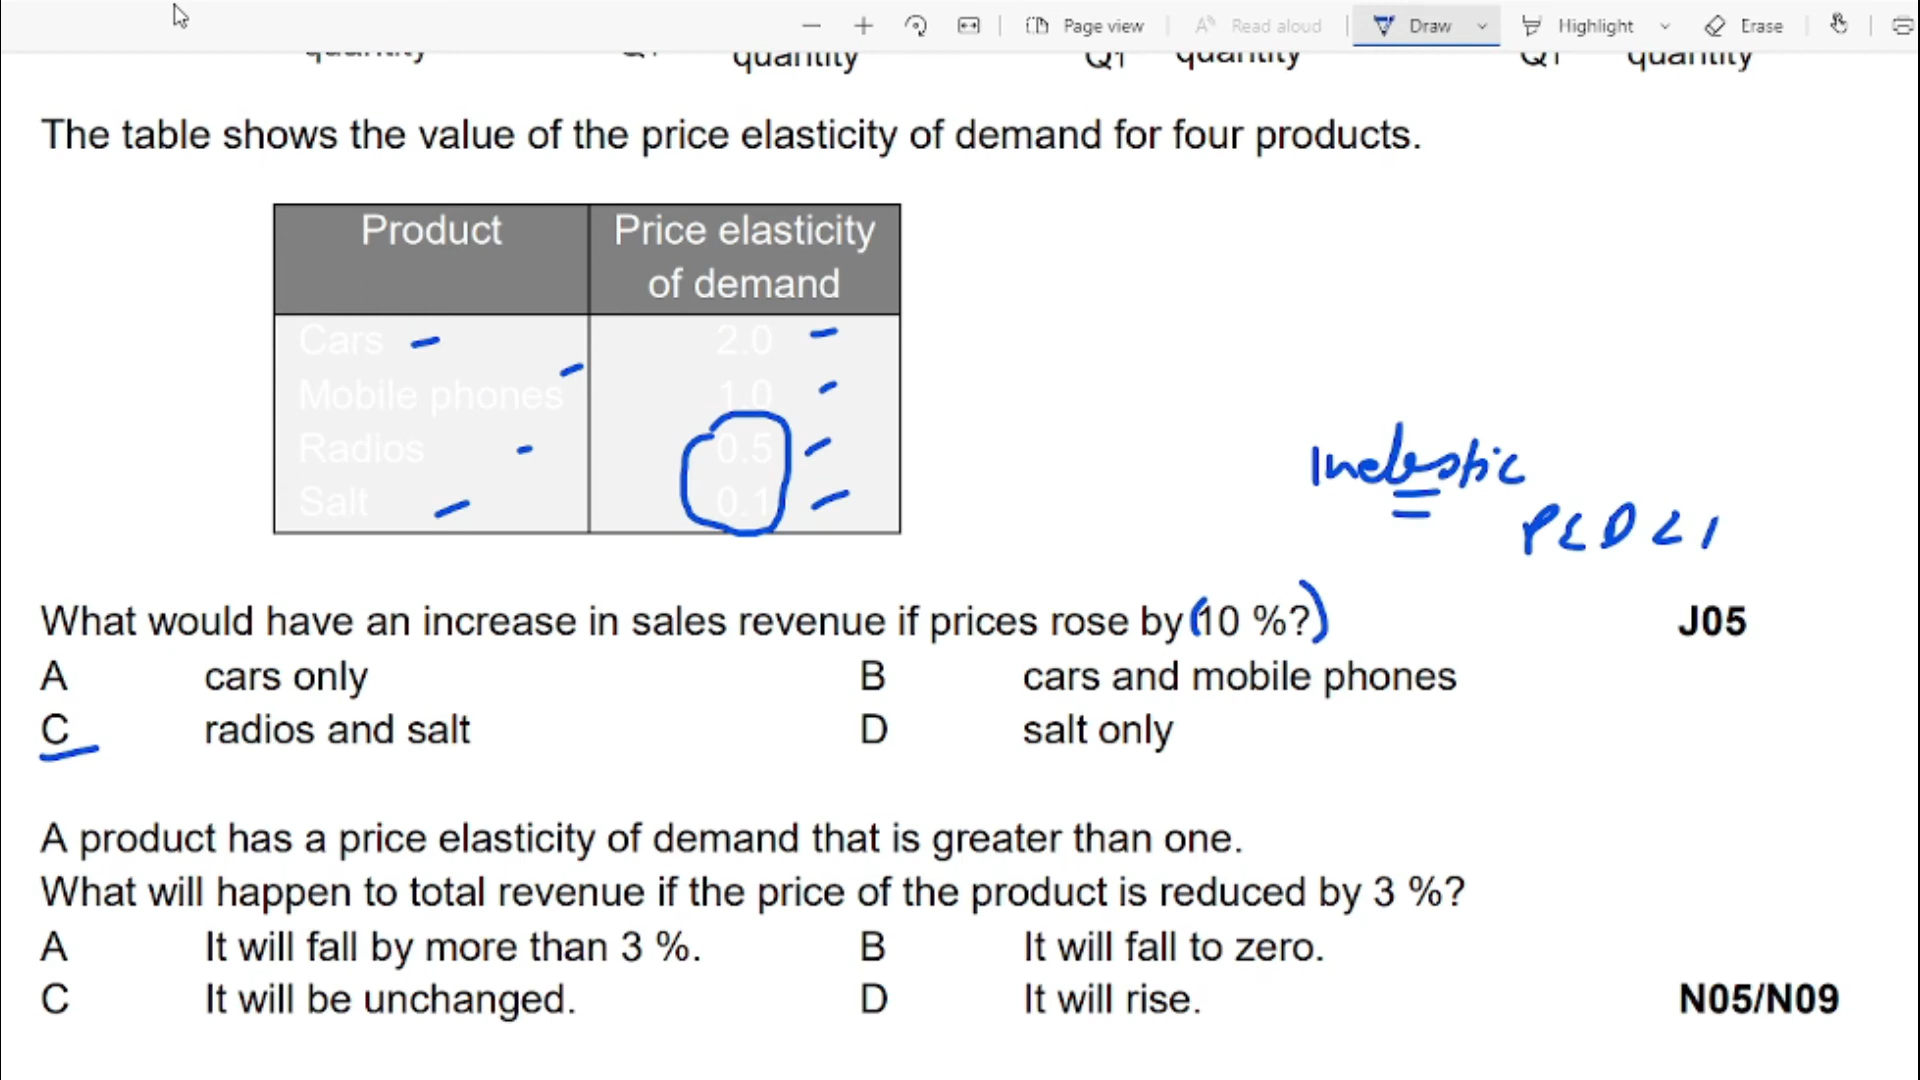 Page view Read aloud Draw Highlight Erase
quantity Q1 quantity Q1 quantity Q1 quantity
The table shows the value of the price elasticity of demand for four products.
Product Price elasticity
of demand
Cars 2.0
Mobile phones 1.0
Radios 0.5
Salt 0.1
Inelastic
PED < 1
What would have an increase in sales revenue if prices rose by (10 %?) J05
A cars only B cars and mobile phones
C radios and salt D salt only
A product has a price elasticity of demand that is greater than one.
What will happen to total revenue if the price of the product is reduced by 3 %?
A It will fall by more than 3 %. B It will fall to zero.
C It will be unchanged. D It will rise. N05/N09